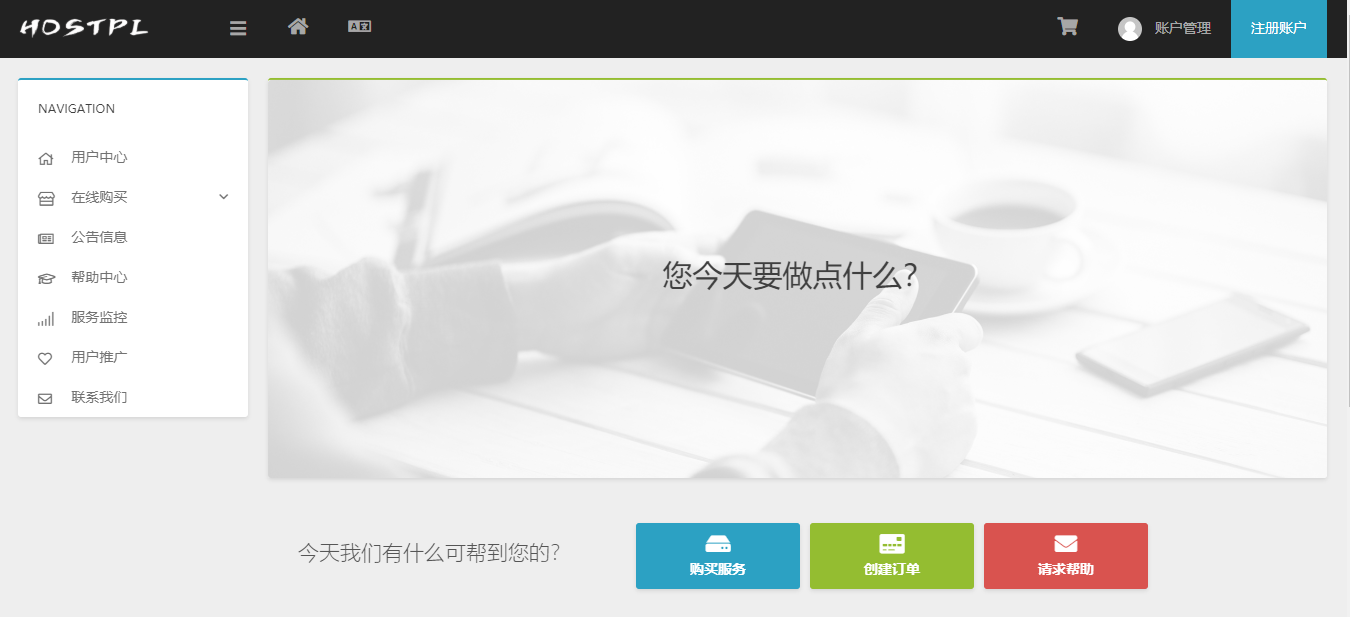 HOSTPL
A文
账户管理
注册账户
NAVIGATION
用户中心
在线购买
公告信息
帮助中心
服务监控
用户推广
联系我们
您今天要做点什么?
今天我们有什么可帮到您的?
购买服务
创建订单
请求帮助